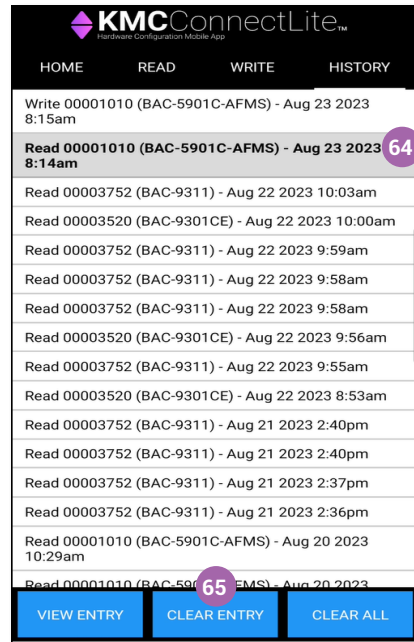 KMCConnectLite™
Hardware Configuration Mobile App
HOME READ WRITE HISTORY
Write 00001010 (BAC-5901C-AFMS) - Aug 23 2023
8:15am
Read 00001010 (BAC-5901C-AFMS) - Aug 23 2023
64
8:14am
Read 00003752 (BAC-9311) - Aug 22 2023 10:03am
Read 00003520 (BAC-9301CE) - Aug 22 2023 10:00am
Read 00003752 (BAC-9311) - Aug 22 2023 9:59am
Read 00003752 (BAC-9311) - Aug 22 2023 9:58am
Read 00003752 (BAC-9311) - Aug 22 2023 9:58am
Read 00003520 (BAC-9301CE) - Aug 22 2023 9:56am
Read 00003752 (BAC-9311) - Aug 22 2023 9:55am
Read 00003520 (BAC-9301CE) - Aug 22 2023 8:53am
Read 00003752 (BAC-9311) - Aug 21 2023 2:40pm
Read 00003752 (BAC-9311) - Aug 21 2023 2:40pm
Read 00003752 (BAC-9311) - Aug 21 2023 2:37pm
Read 00003752 (BAC-9311) - Aug 21 2023 2:36pm
Read 00001010 (BAC-5901C-AFMS) - Aug 20 2023
10:29am
Read 00001010 - Aug 20 2023
65
VIEW ENTRY CLEAR ENTRY CLEAR ALL